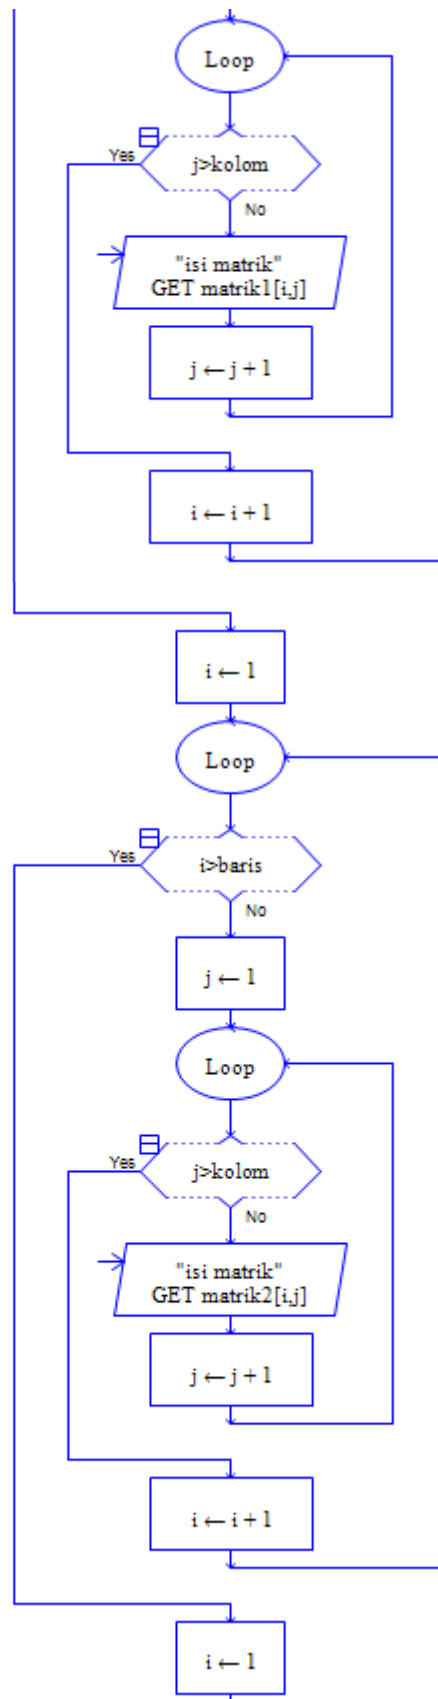 Loop
Yes
j>kolom
No
"isi matrik"
GET matrik1[i,j]
j ← j + 1
i ← i + 1
i ← 1
Loop
Yes
i>baris
No
j ← 1
Loop
Yes
j>kolom
No
"isi matrik"
GET matrik2[i,j]
j ← j + 1
i ← i + 1
i ← 1